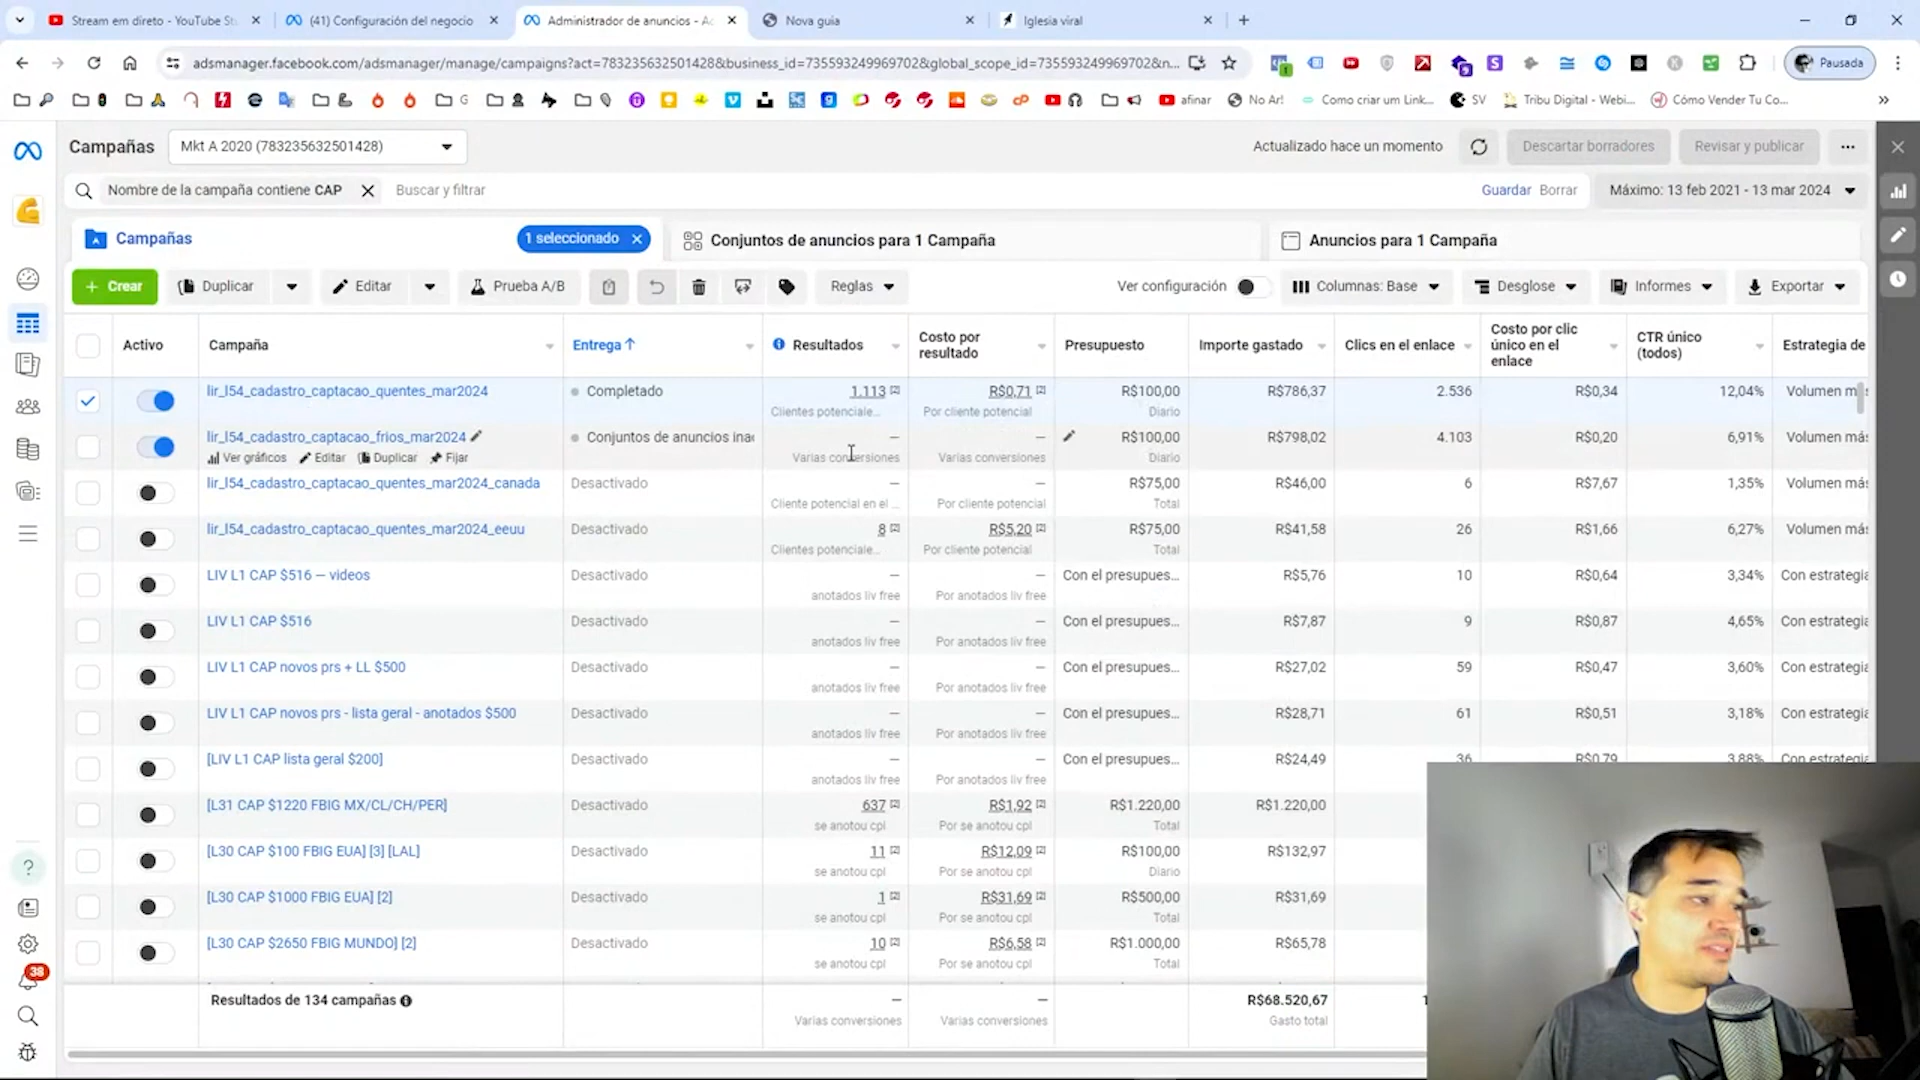 Stream em direto - YouTube St
(41) Configuración del negocio
Administrador de anuncios - Ac
Nova guia
Iglesia viral
adsmanager.facebook.com/adsmanager/manage/campaigns?act=783235632501428&business_id=735593249969702&global_scope_id=735593249969702&n...
Pausada
G
afinar
No Ar!
Como criar um Link...
SV
Tribu Digital - Webi...
Cómo Vender Tu Co...
Campañas
Mkt A 2020 (783235632501428)
Actualizado hace un momento
Descartar borradores
Revisar y publicar
Nombre de la campaña contiene CAP
Buscar y filtrar
Guardar
Borrar
Máximo: 13 feb 2021 - 13 mar 2024
Campañas
1 seleccionado
Conjuntos de anuncios para 1 Campaña
Anuncios para 1 Campaña
+ Crear
Duplicar
Editar
Prueba A/B
Reglas
Ver configuración
Columnas: Base
Desglose
Informes
Exportar
Activo
Campaña
Entrega ↑
Resultados
Costo por resultado
Presupuesto
Importe gastado
Clics en el enlace
Costo por clic único en el enlace
CTR único (todos)
Estrategia de
lir_l54_cadastro_captacao_quentes_mar2024
Completado
1.113 [2]
R$0,71 [2]
R$100,00
R$786,37
2.536
R$0,34
12,04%
Volumen m
Clientes potenciale...
Por cliente potencial
Diario
lir_l54_cadastro_captacao_frios_mar2024
Conjuntos de anuncios inac
—
—
R$100,00
R$798,02
4.103
R$0,20
6,91%
Volumen más
Ver gráficos
Editar
Duplicar
Fijar
Varias conversiones
Varias conversiones
Diario
lir_l54_cadastro_captacao_quentes_mar2024_canada
Desactivado
—
—
R$75,00
R$46,00
6
R$7,67
1,35%
Volumen más
Cliente potencial en el ...
Por cliente potencial
Total
lir_l54_cadastro_captacao_quentes_mar2024_eeuu
Desactivado
8 [2]
R$5,20 [2]
R$75,00
R$41,58
26
R$1,66
6,27%
Volumen más
Clientes potenciale...
Por cliente potencial
Total
LIV L1 CAP $516 — videos
Desactivado
—
—
Con el presupues...
R$5,76
10
R$0,64
3,34%
Con estrategia
anotados liv free
Por anotados liv free
LIV L1 CAP $516
Desactivado
—
—
Con el presupues...
R$7,87
9
R$0,87
4,65%
Con estrategia
anotados liv free
Por anotados liv free
LIV L1 CAP novos prs + LL $500
Desactivado
—
—
Con el presupues...
R$27,02
59
R$0,47
3,60%
Con estrategia
anotados liv free
Por anotados liv free
LIV L1 CAP novos prs - lista geral - anotados $500
Desactivado
—
—
Con el presupues...
R$28,71
61
R$0,51
3,18%
Con estrategia
anotados liv free
Por anotados liv free
[LIV L1 CAP lista geral $200]
Desactivado
—
—
Con el presupues...
R$24,49
36
R$0,79
3,88%
Con estrategia
anotados liv free
Por anotados liv free
[L31 CAP $1220 FBIG MX/CL/CH/PER]
Desactivado
637 [2]
R$1,92 [2]
R$1.220,00
R$1.220,00
se anotou cpl
Por se anotou cpl
Total
[L30 CAP $100 FBIG EUA] [3] [LAL]
Desactivado
11 [2]
R$12,09 [2]
R$100,00
R$132,97
se anotou cpl
Por se anotou cpl
Diario
[L30 CAP $1000 FBIG EUA] [2]
Desactivado
1 [2]
R$31,69 [2]
R$500,00
R$31,69
se anotou cpl
Por se anotou cpl
Total
[L30 CAP $2650 FBIG MUNDO] [2]
Desactivado
10 [2]
R$6,58 [2]
R$1.000,00
R$65,78
se anotou cpl
Por se anotou cpl
Total
38
Resultados de 134 campañas
—
—
R$68.520,67
1
Varias conversiones
Varias conversiones
Gasto total